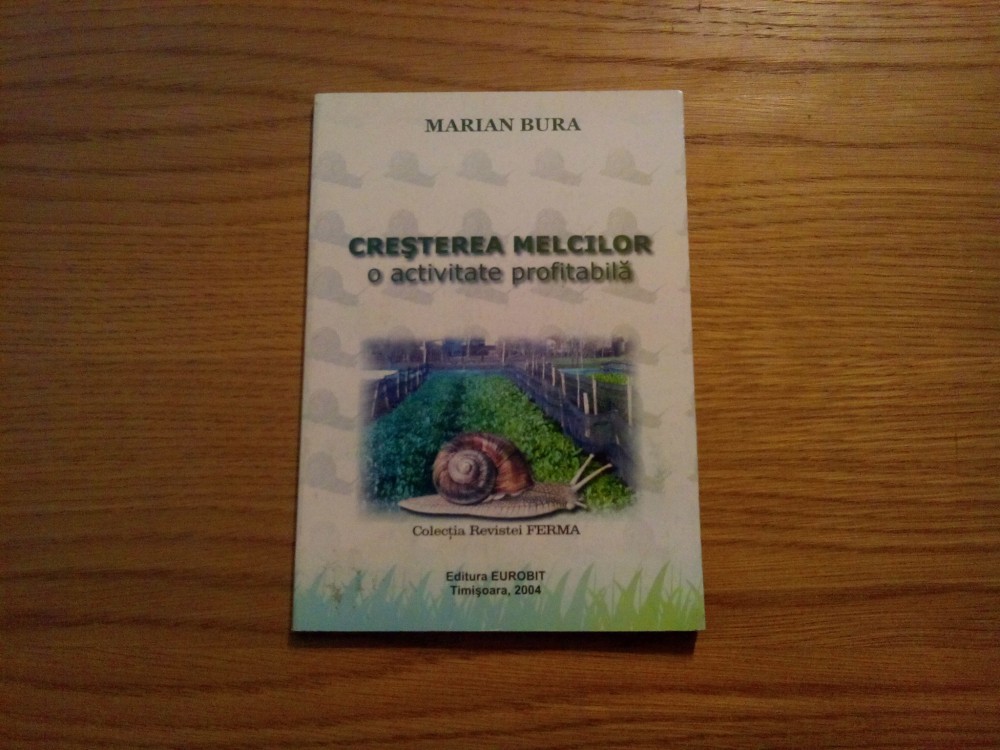 MARIAN BURA
CREŞTEREA MELCILOR
o activitate profitabilă
Colecţia Revistei FERMA
Editura EUROBIT
Timişoara, 2004